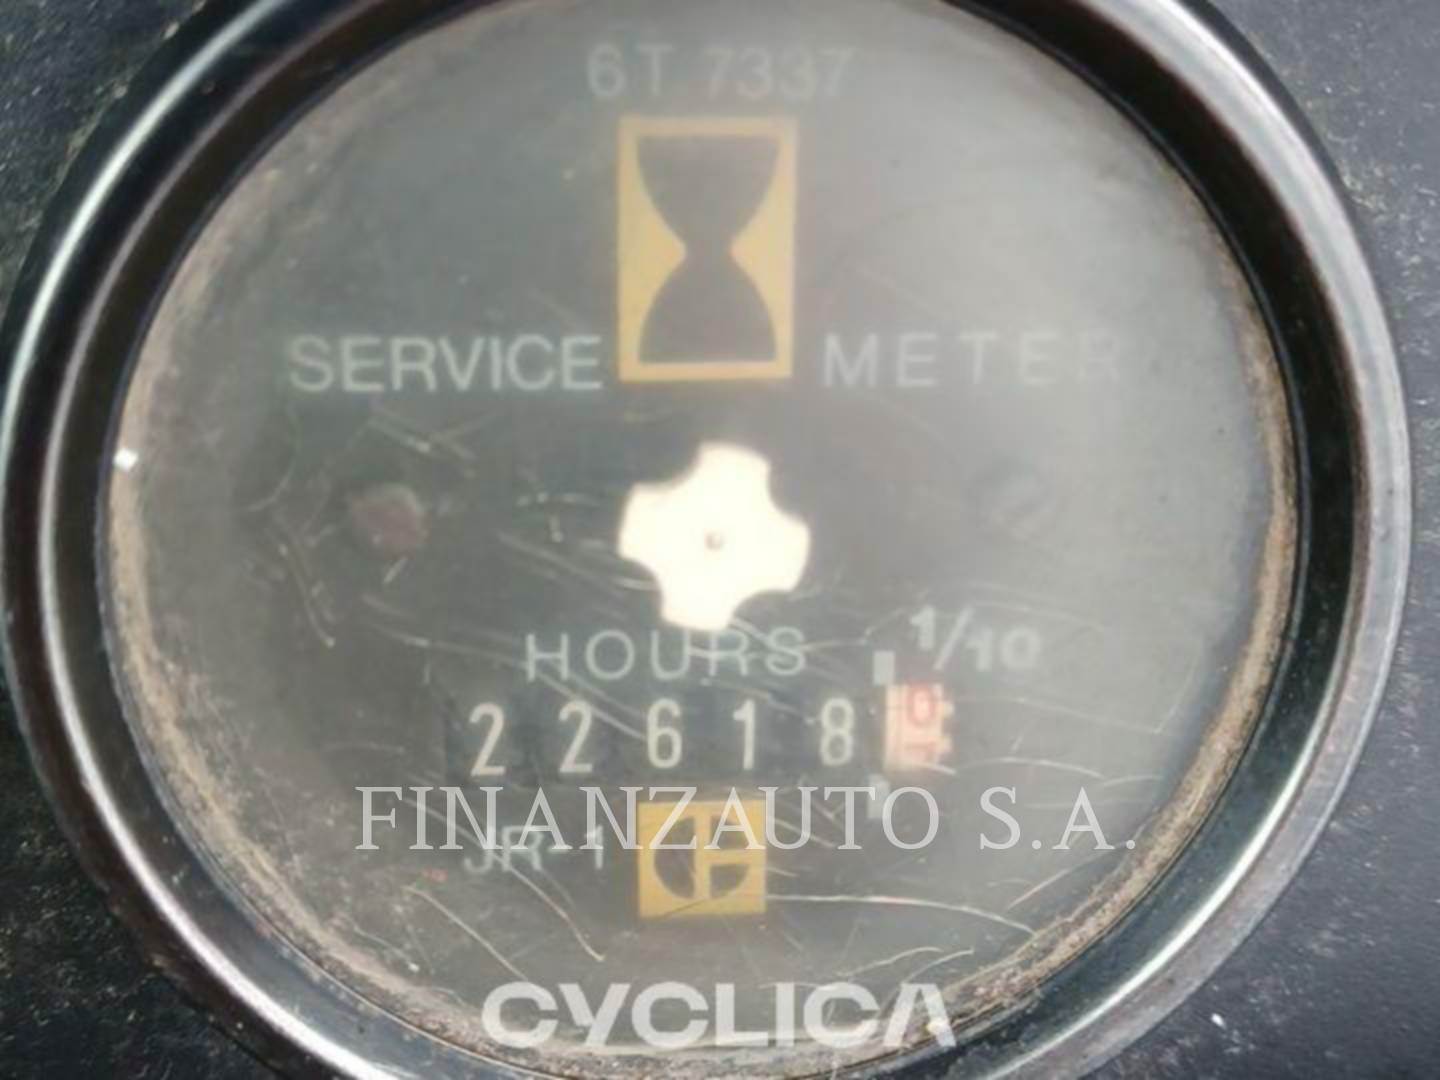 6T 7337
SERVICE METER
HOURS 1/10
22618 0
FINANZAUTO S.A.
JR-1
CYCLICA